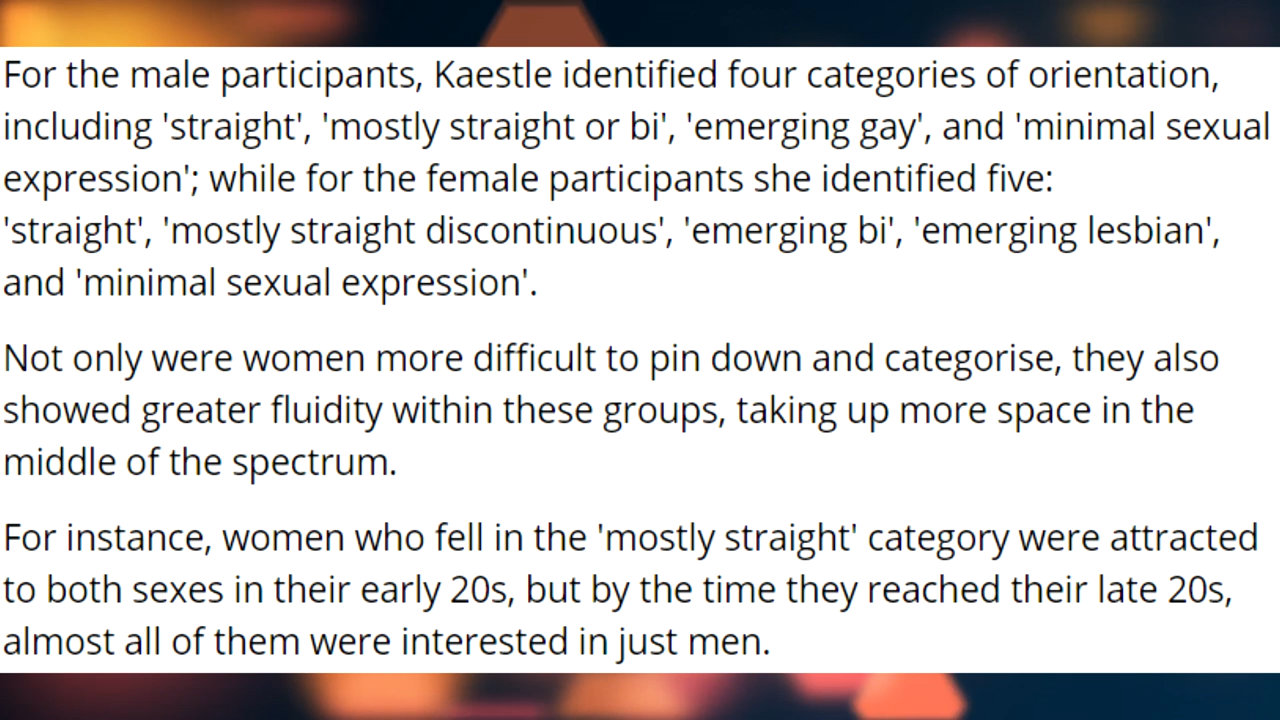 For the male participants, Kaestle identified four categories of orientation,
including 'straight', 'mostly straight or bi', 'emerging gay', and 'minimal sexual
expression'; while for the female participants she identified five:
'straight', 'mostly straight discontinuous', 'emerging bi', 'emerging lesbian',
and 'minimal sexual expression'.
Not only were women more difficult to pin down and categorise, they also
showed greater fluidity within these groups, taking up more space in the
middle of the spectrum.
For instance, women who fell in the 'mostly straight' category were attracted
to both sexes in their early 20s, but by the time they reached their late 20s,
almost all of them were interested in just men.